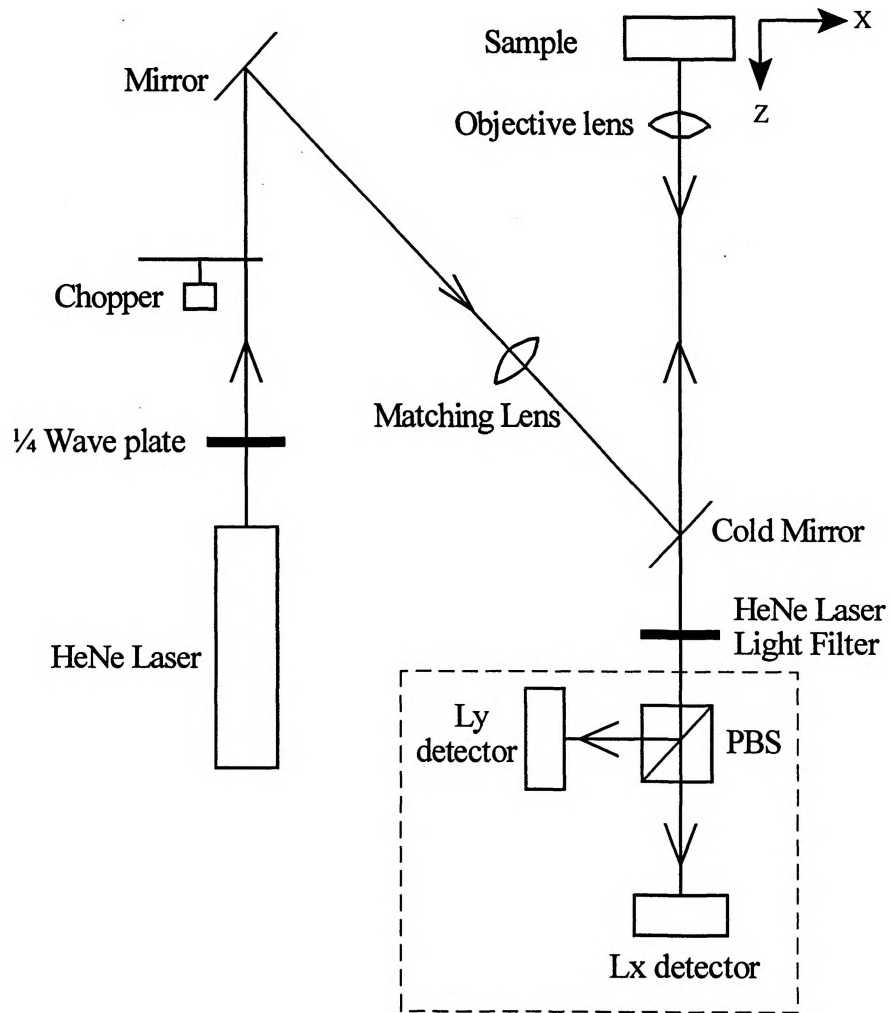 Sample
x
Mirror
Objective lens
z
Chopper
Matching Lens
¼ Wave plate
Cold Mirror
HeNe Laser
Light Filter
HeNe Laser
Ly
detector
PBS
Lx detector